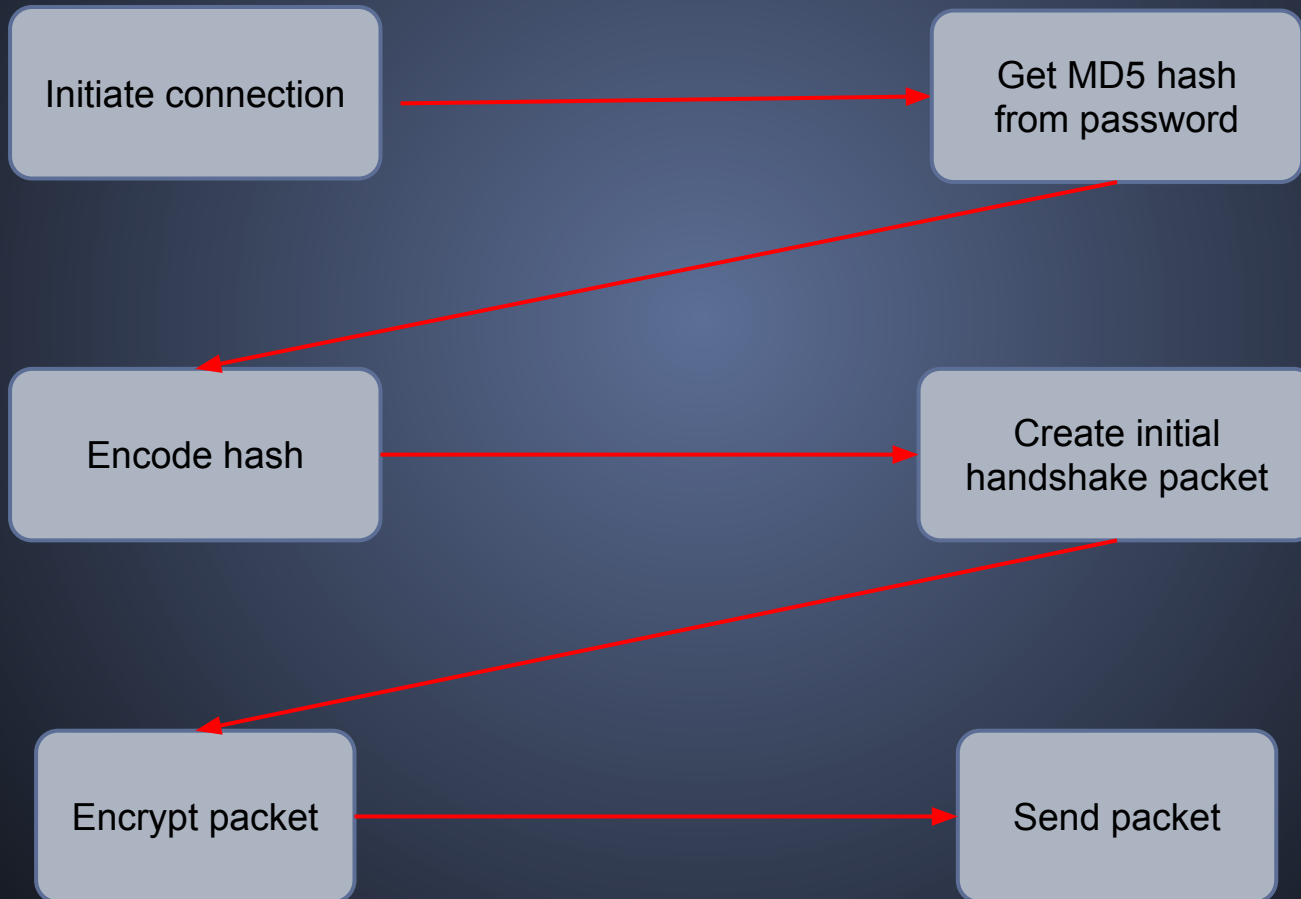 Initiate connection
Get MD5 hash
from password
Encode hash
Create initial
handshake packet
Encrypt packet
Send packet